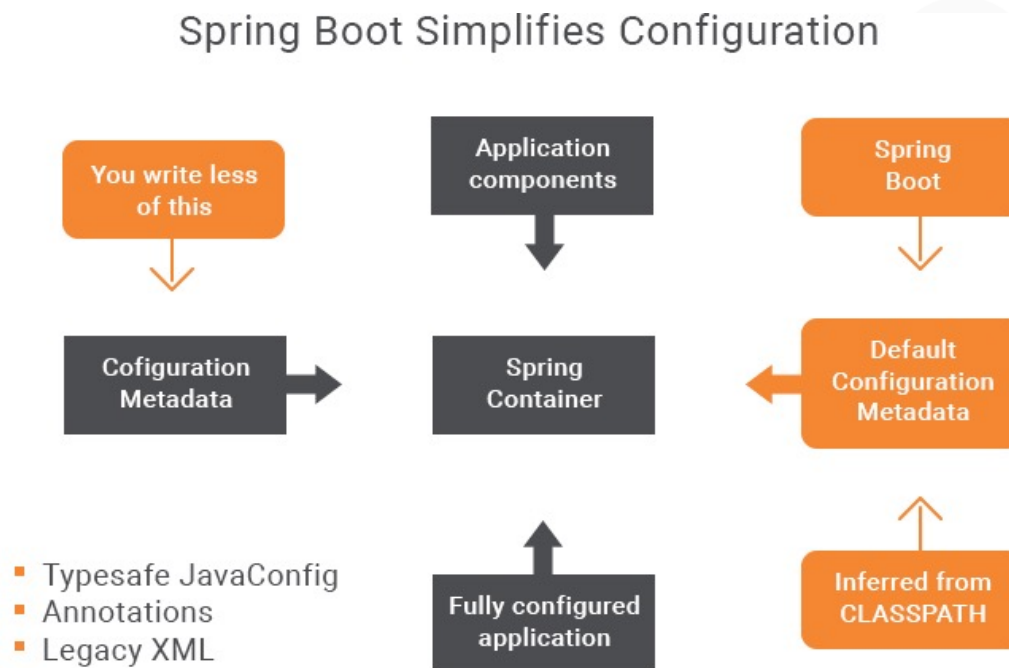 Spring Boot Simplifies Configuration
You write less
of this
Application
components
Spring
Boot
Cofiguration
Metadata
Spring
Container
Default
Configuration
Metadata
Typesafe JavaConfig
Annotations
Legacy XML
Fully configured
application
Inferred from
CLASSPATH